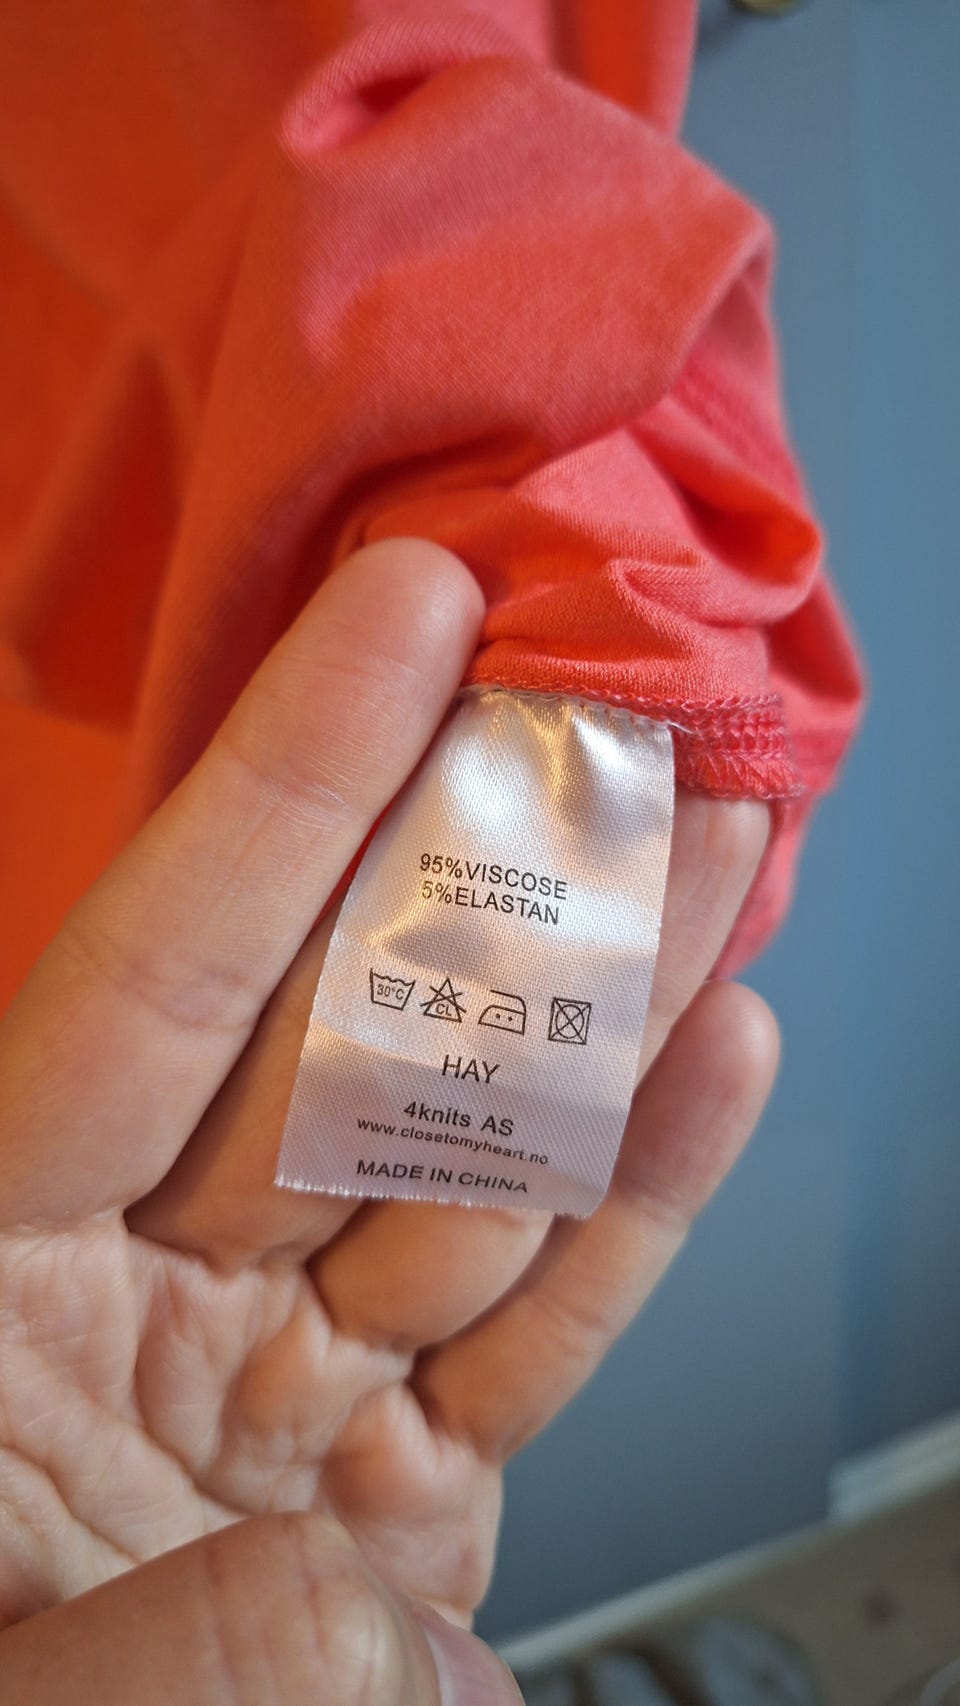 95%VISCOSE
5%ELASTAN
30°C CL
HAY
4knits AS
www.closetomyheart.no
MADE IN CHINA